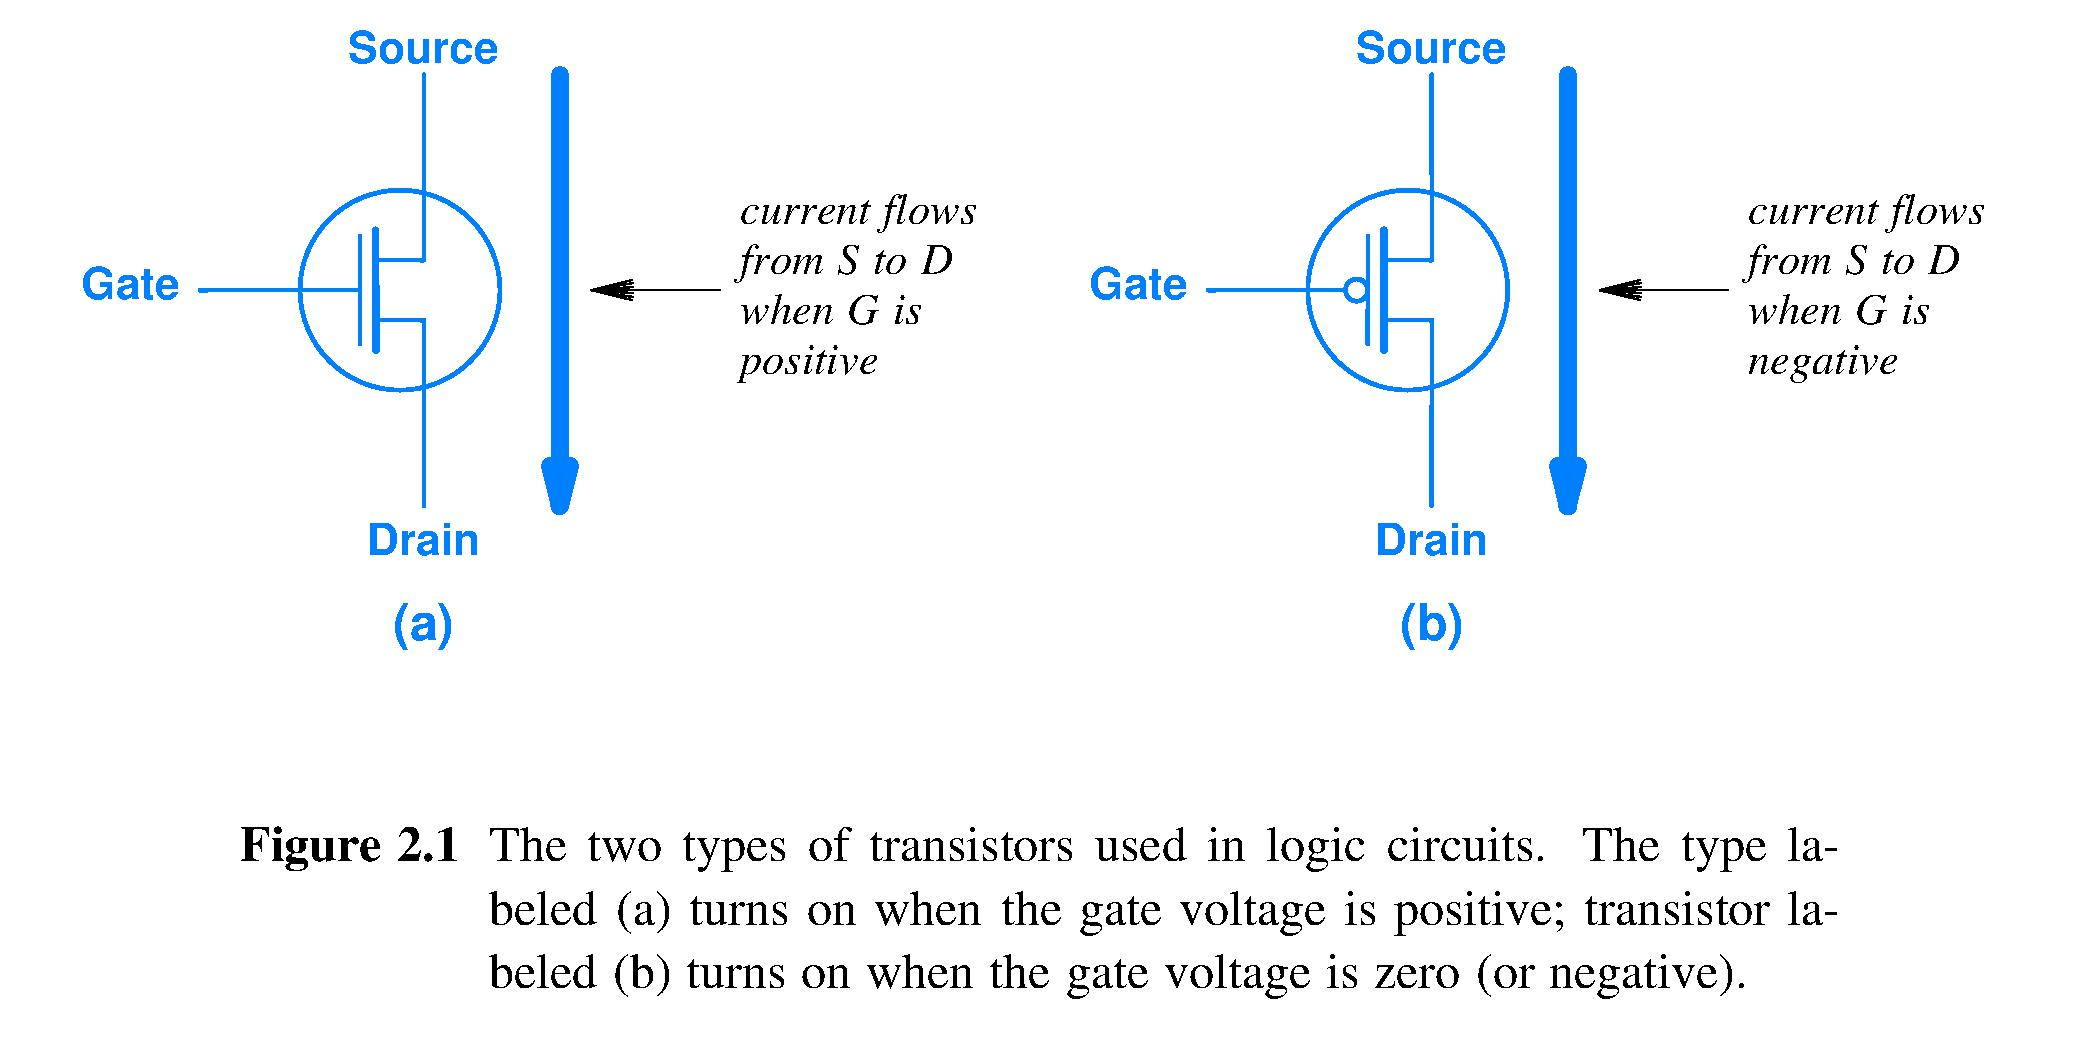 Source
Gate
current flows
from S to D
when G is
positive
Drain
(a)
Source
Gate
current flows
from S to D
when G is
negative
Drain
(b)
Figure 2.1 The two types of transistors used in logic circuits. The type la-
beled (a) turns on when the gate voltage is positive; transistor la-
beled (b) turns on when the gate voltage is zero (or negative).